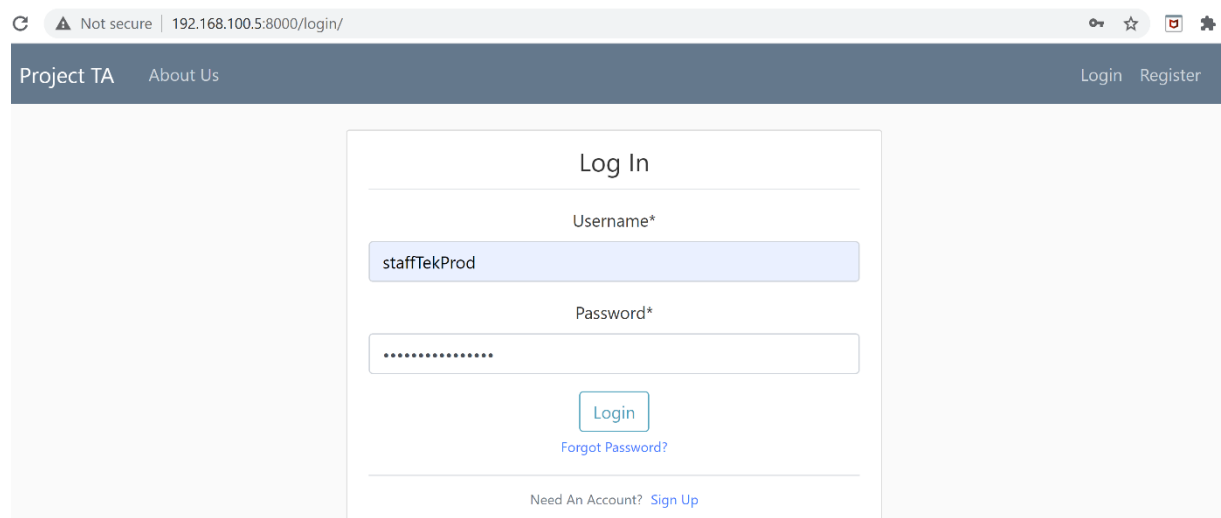 Not secure 192.168.100.5:8000/login/
Project TA About Us Login Register
Log In
Username*
staffTekProd
Password*
••••••••••••••••
Login
Forgot Password?
Need An Account? Sign Up